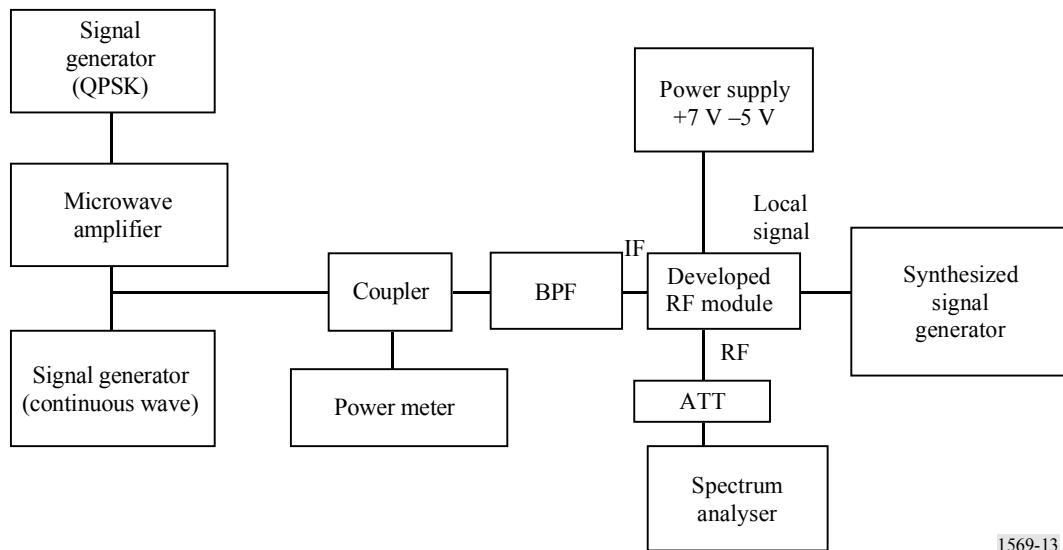 Signal
generator
(QPSK)
Power supply
+7 V –5 V
Microwave
amplifier
Local
signal
IF
Coupler
BPF
Developed
RF module
Synthesized
signal
generator
RF
Signal generator
(continuous wave)
Power meter
ATT
Spectrum
analyser
1569-13